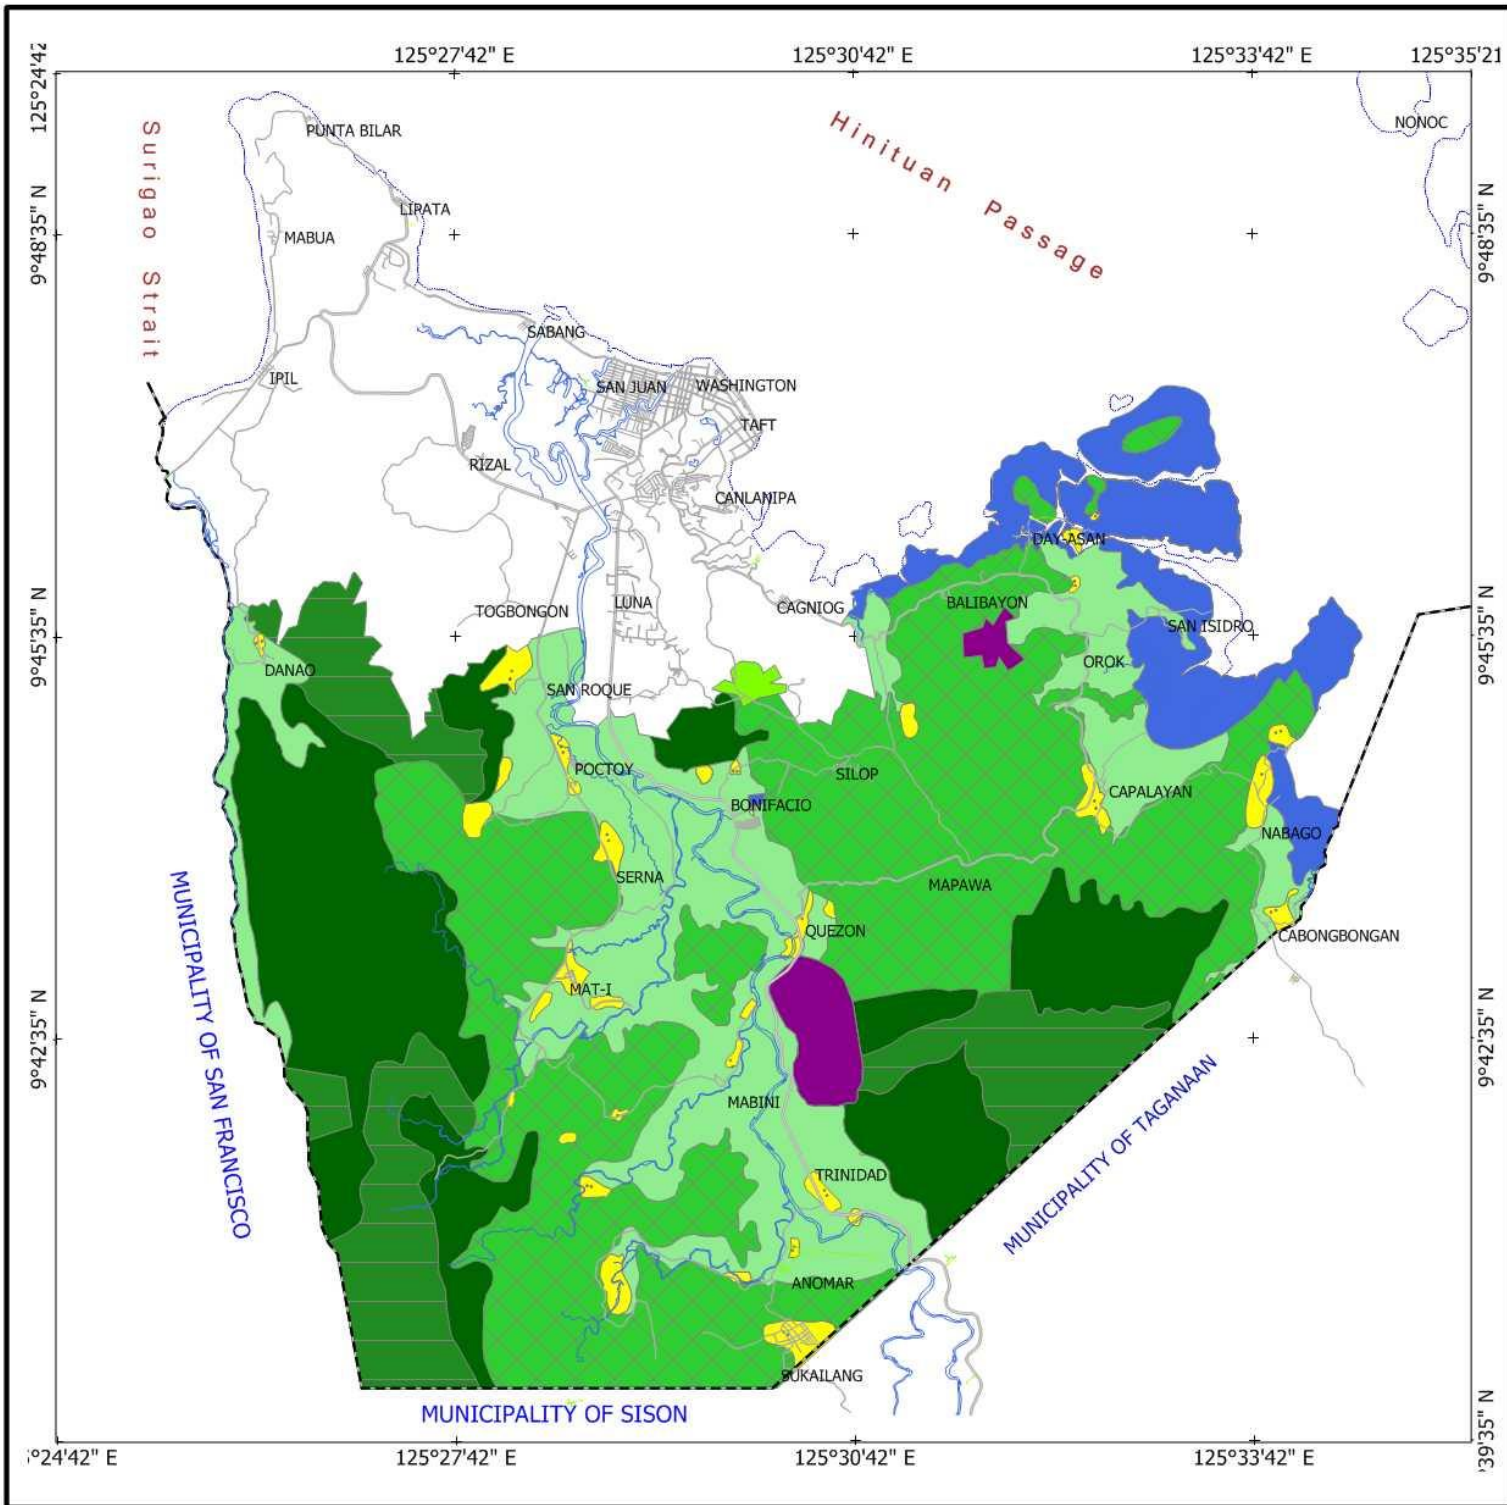 125°27'42" E
125°30'42" E
125°33'42" E
125°35'21
125°24'42
NONOC
PUNTA BILAR
Hinituan Passage
Surigao Strait
LIPATA
9°48'35" N
9°48'35" N
MABUA
SABANG
IPIL
SAN JUAN
WASHINGTON
TAFT
RIZAL
CANLANIPA
DAY-ASAN
TOGBONGON
LUNA
CAGNIOG
BALIBAYON
9°45'35" N
9°45'35" N
SAN ISIDRO
DANAO
OROK
SAN ROQUE
POCTOY
SILOP
CAPALAYAN
BONIFACIO
NABAGO
SERNA
MAPAWA
QUEZON
CABONGBONGAN
MAT-I
9°42'35" N
9°42'35" N
MUNICIPALITY OF SAN FRANCISCO
MABINI
MUNICIPALITY OF TAGANAAN
TRINIDAD
ANOMAR
SUKAILANG
MUNICIPALITY OF SISON
:39'35" N
°24'42" E
125°27'42" E
125°30'42" E
125°33'42" E